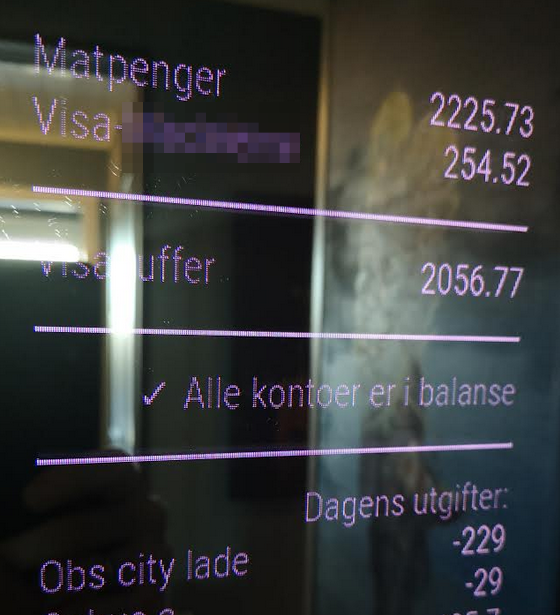 Matpenger 2225.73
Visa- 254.52
Visa uffer 2056.77
✓ Alle kontoer er i balanse
Dagens utgifter:
-229
Obs city lade -29